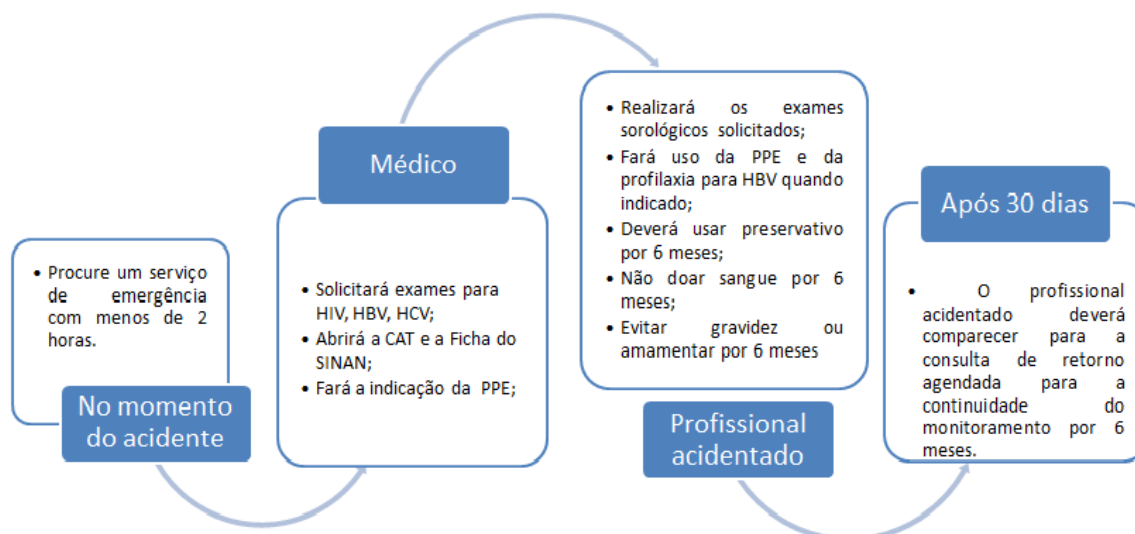 • Procure um serviço
de emergência
com menos de 2
horas.
No momento
do acidente
Médico
• Solicitará exames para
HIV, HBV, HCV;
• Abrirá a CAT e a Ficha do
SINAN;
• Fará a indicação da PPE;
• Realizará os exames
sorológicos solicitados;
• Fará uso da PPE e da
profilaxia para HBV quando
indicado;
• Deverá usar preservativo
por 6 meses;
• Não doar sangue por 6
meses;
• Evitar gravidez ou
amamentar por 6 meses
Profissional
acidentado
Após 30 dias
• O profissional
acidentado deverá
comparecer para a
consulta de retorno
agendada para a
continuidade do
monitoramento por 6
meses.